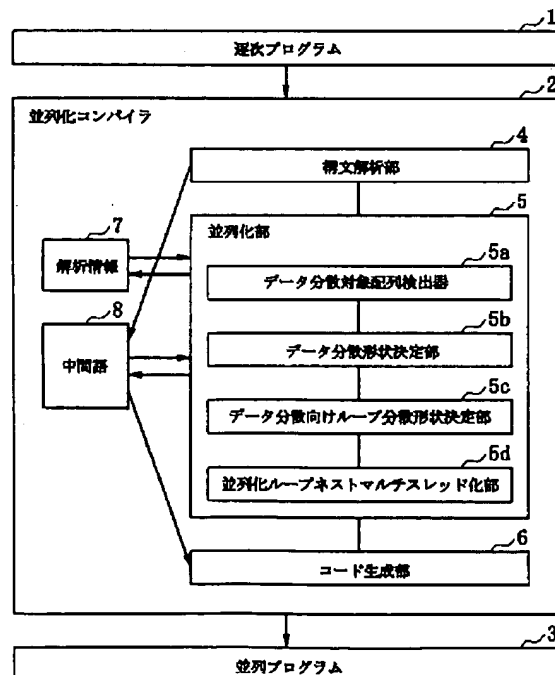 1
逐次プログラム
2
並列化コンパイラ
4
構文解析部
5
並列化部
7
解析情報
5a
データ分散対象配列検出器
8
中間語
5b
データ分散形状決定部
5c
データ分散向けループ分散形状決定部
5d
並列化ループネストマルチスレッド化部
6
コード生成部
3
並列プログラム